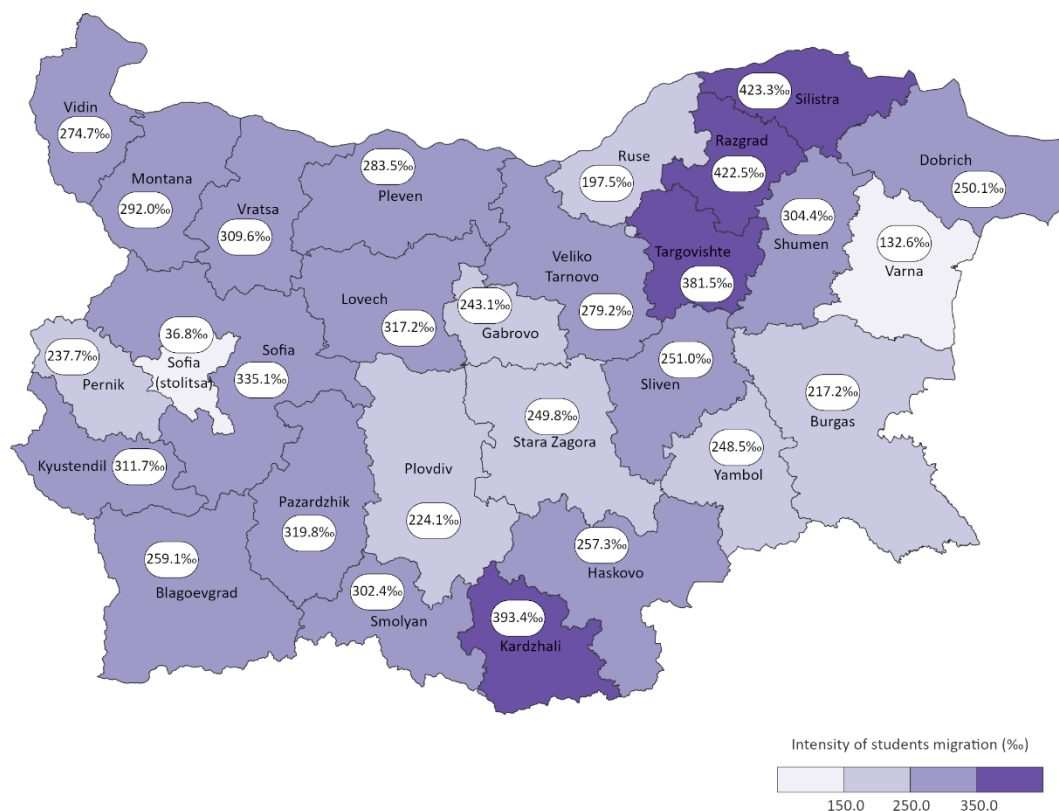 423.3‰
Silistra
Vidin
274.7‰
Razgrad
422.5‰
Ruse
197.5‰
283.5‰
Pleven
Dobrich
250.1‰
Montana
292.0‰
Vratsa
309.6‰
304.4‰
Shumen
132.6‰
Varna
Veliko
Tarnovo
279.2‰
Targovishte
381.5‰
Lovech
317.2‰
243.1‰
Gabrovo
36.8‰
Sofia
(stolitsa)
Sofia
335.1‰
237.7‰
Pernik
251.0‰
Sliven
217.2‰
Burgas
249.8‰
Stara Zagora
248.5‰
Yambol
Kyustendil
311.7‰
Plovdiv
224.1‰
Pazardzhik
319.8‰
257.3‰
Haskovo
259.1‰
Blagoevgrad
302.4‰
Smolyan
393.4‰
Kardzhali
Intensity of students migration (‰)
150.0 250.0 350.0